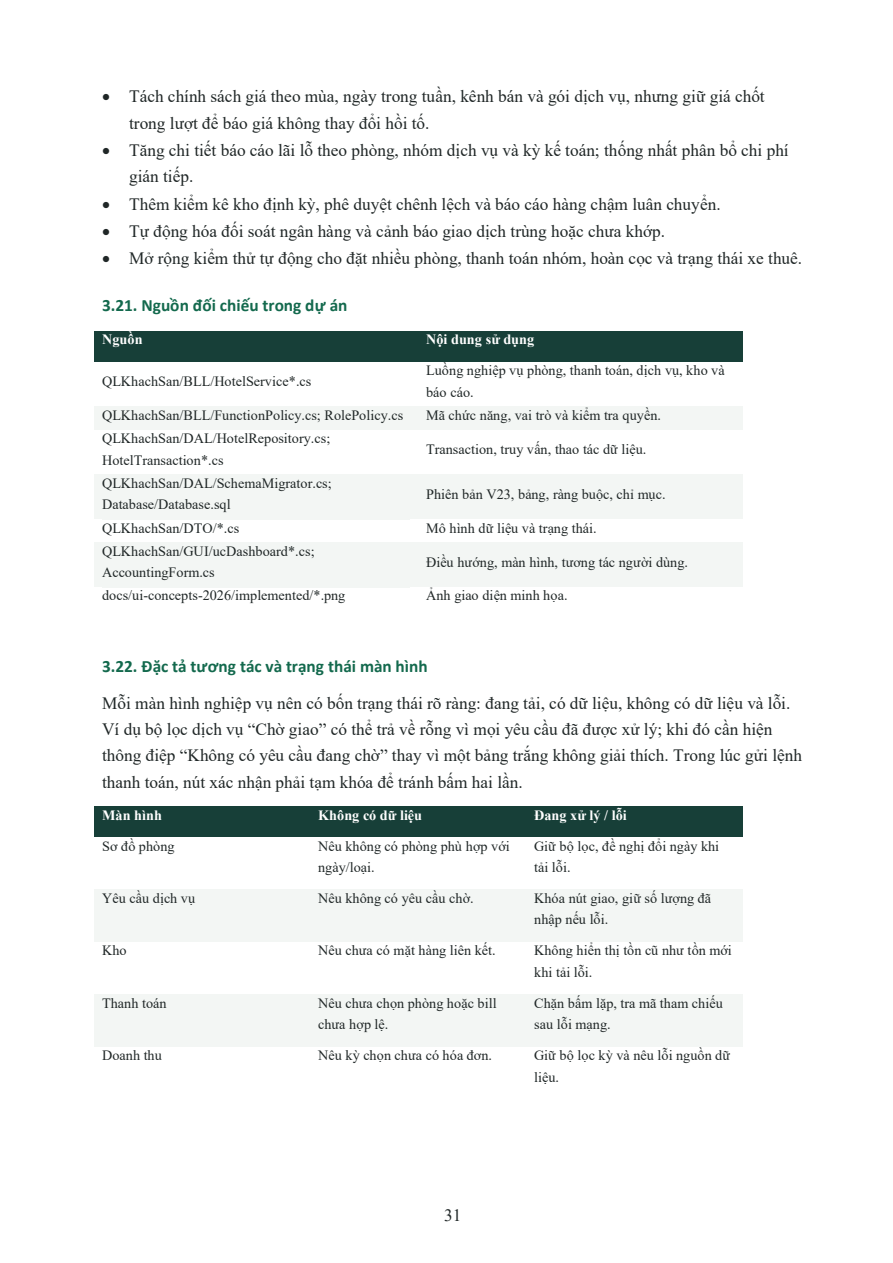 • Tách chính sách giá theo mùa, ngày trong tuần, kênh bán và gói dịch vụ, nhưng giữ giá chốt
trong lượt để báo giá không thay đổi hồi tố.
• Tăng chi tiết báo cáo lãi lỗ theo phòng, nhóm dịch vụ và kỳ kế toán; thống nhất phân bổ chi phí
gián tiếp.
• Thêm kiểm kê kho định kỳ, phê duyệt chênh lệch và báo cáo hàng chậm luân chuyển.
• Tự động hóa đối soát ngân hàng và cảnh báo giao dịch trùng hoặc chưa khớp.
• Mở rộng kiểm thử tự động cho đặt nhiều phòng, thanh toán nhóm, hoàn cọc và trạng thái xe thuê.
3.21. Nguồn đối chiếu trong dự án
Nguồn Nội dung sử dụng
QLKhachSan/BLL/HotelService*.cs
Luồng nghiệp vụ phòng, thanh toán, dịch vụ, kho và
báo cáo.
QLKhachSan/BLL/FunctionPolicy.cs; RolePolicy.cs Mã chức năng, vai trò và kiểm tra quyền.
QLKhachSan/DAL/HotelRepository.cs;
HotelTransaction*.cs
Transaction, truy vấn, thao tác dữ liệu.
QLKhachSan/DAL/SchemaMigrator.cs;
Database/Database.sql
Phiên bản V23, bảng, ràng buộc, chỉ mục.
QLKhachSan/DTO/*.cs Mô hình dữ liệu và trạng thái.
QLKhachSan/GUI/ucDashboard*.cs;
AccountingForm.cs
Điều hướng, màn hình, tương tác người dùng.
docs/ui-concepts-2026/implemented/*.png Ảnh giao diện minh họa.
3.22. Đặc tả tương tác và trạng thái màn hình
Mỗi màn hình nghiệp vụ nên có bốn trạng thái rõ ràng: đang tải, có dữ liệu, không có dữ liệu và lỗi.
Ví dụ bộ lọc dịch vụ “Chờ giao” có thể trả về rỗng vì mọi yêu cầu đã được xử lý; khi đó cần hiện
thông điệp “Không có yêu cầu đang chờ” thay vì một bảng trắng không giải thích. Trong lúc gửi lệnh
thanh toán, nút xác nhận phải tạm khóa để tránh bấm hai lần.
Màn hình Không có dữ liệu Đang xử lý / lỗi
Sơ đồ phòng Nêu không có phòng phù hợp với Giữ bộ lọc, đề nghị đổi ngày khi
ngày/loại. tải lỗi.
Yêu cầu dịch vụ Nêu không có yêu cầu chờ. Khóa nút giao, giữ số lượng đã
nhập nếu lỗi.
Kho Nêu chưa có mặt hàng liên kết. Không hiển thị tồn cũ như tồn mới
khi tải lỗi.
Thanh toán Nêu chưa chọn phòng hoặc bill Chặn bấm lặp, tra mã tham chiếu
chưa hợp lệ. sau lỗi mạng.
Doanh thu Nêu kỳ chọn chưa có hóa đơn. Giữ bộ lọc kỳ và nêu lỗi nguồn dữ
liệu.
31